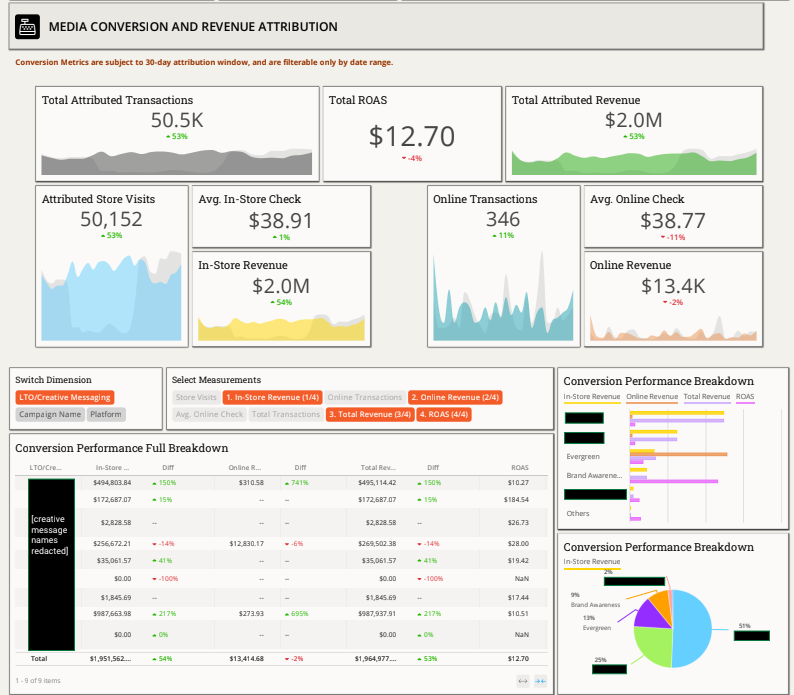 MEDIA CONVERSION AND REVENUE ATTRIBUTION
Conversion Metrics are subject to 30-day attribution window, and are filterable only by date range.
Total Attributed Transactions
50.5K
53%
Total ROAS
$12.70
-4%
Total Attributed Revenue
$2.0M
53%
Attributed Store Visits
50,152
53%
Avg. In-Store Check
$38.91
1%
In-Store Revenue
$2.0M
54%
Online Transactions
346
11%
Avg. Online Check
$38.77
-11%
Online Revenue
$13.4K
-2%
Switch Dimension
LTO/Creative Messaging
Campaign Name Platform
Select Measurements
Store Visits 1. In-Store Revenue (1/4) Online Transactions 2. Online Revenue (2/4)
Avg. Online Check Total Transactions 3. Total Revenue (3/4) 4. ROAS (4/4)
Conversion Performance Full Breakdown
LTO/Cre... In-Store ... Diff Online R... Diff Total Rev... Diff ROAS
[creative
message
names
redacted]
$494,803.84 150% $310.58 741% $495,114.42 150% $10.27
$172,687.07 15% -- -- $172,687.07 15% $184.54
$2,828.58 -- -- -- $2,828.58 -- $26.73
$256,672.21 -14% $12,830.17 -6% $269,502.38 -14% $28.00
$35,061.57 41% -- -- $35,061.57 41% $19.42
$0.00 -100% -- -- $0.00 -100% NaN
$1,845.69 -- -- -- $1,845.69 -- $17.44
$987,663.98 217% $273.93 695% $987,937.91 217% $10.51
$0.00 0% -- -- $0.00 0% NaN
Total $1,951,562.... 54% $13,414.68 -2% $1,964,977.... 53% $12.70
1 - 9 of 9 items
Conversion Performance Breakdown
In-Store Revenue Online Revenue Total Revenue ROAS
Evergreen
Brand Awarene...
Others
Conversion Performance Breakdown
In-Store Revenue
2%
9%
Brand Awareness
13%
Evergreen
51%
25%